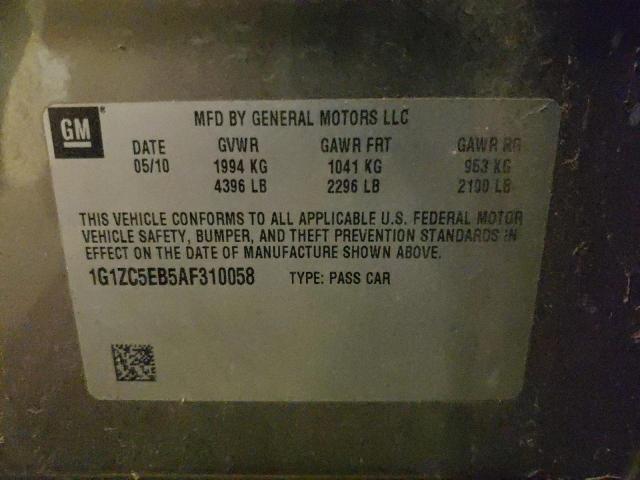 GM ®
MFD BY GENERAL MOTORS LLC
DATE GVWR GAWR FRT GAWR RR
05/10 1994 KG 1041 KG 953 KG
4396 LB 2296 LB 2100 LB
THIS VEHICLE CONFORMS TO ALL APPLICABLE U.S. FEDERAL MOTOR
VEHICLE SAFETY, BUMPER, AND THEFT PREVENTION STANDARDS IN
EFFECT ON THE DATE OF MANUFACTURE SHOWN ABOVE.
1G1ZC5EB5AF310058 TYPE: PASS CAR